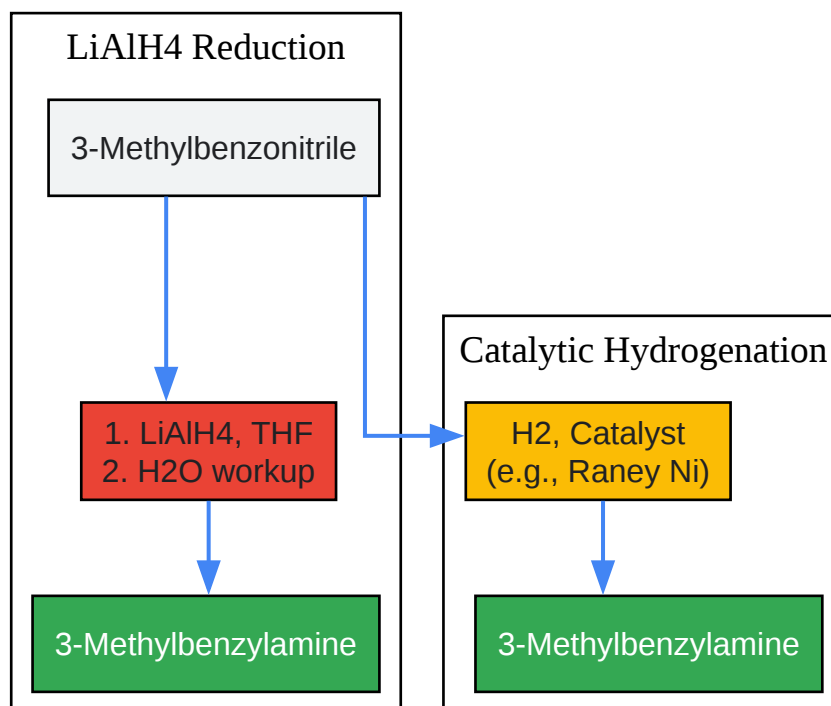 LiAlH4 Reduction
3-Methylbenzonitrile
Catalytic Hydrogenation
1. LiAlH4, THF
2. H2O workup
H2, Catalyst
(e.g., Raney Ni)
3-Methylbenzylamine
3-Methylbenzylamine